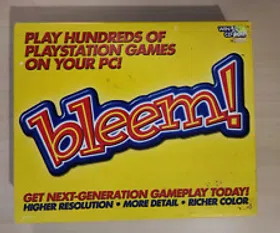 PLAY HUNDREDS OF
PLAYSTATION GAMES
ON YOUR PC!
bleem!
GET NEXT-GENERATION GAMEPLAY TODAY!
HIGHER RESOLUTION • MORE DETAIL • RICHER COLOR